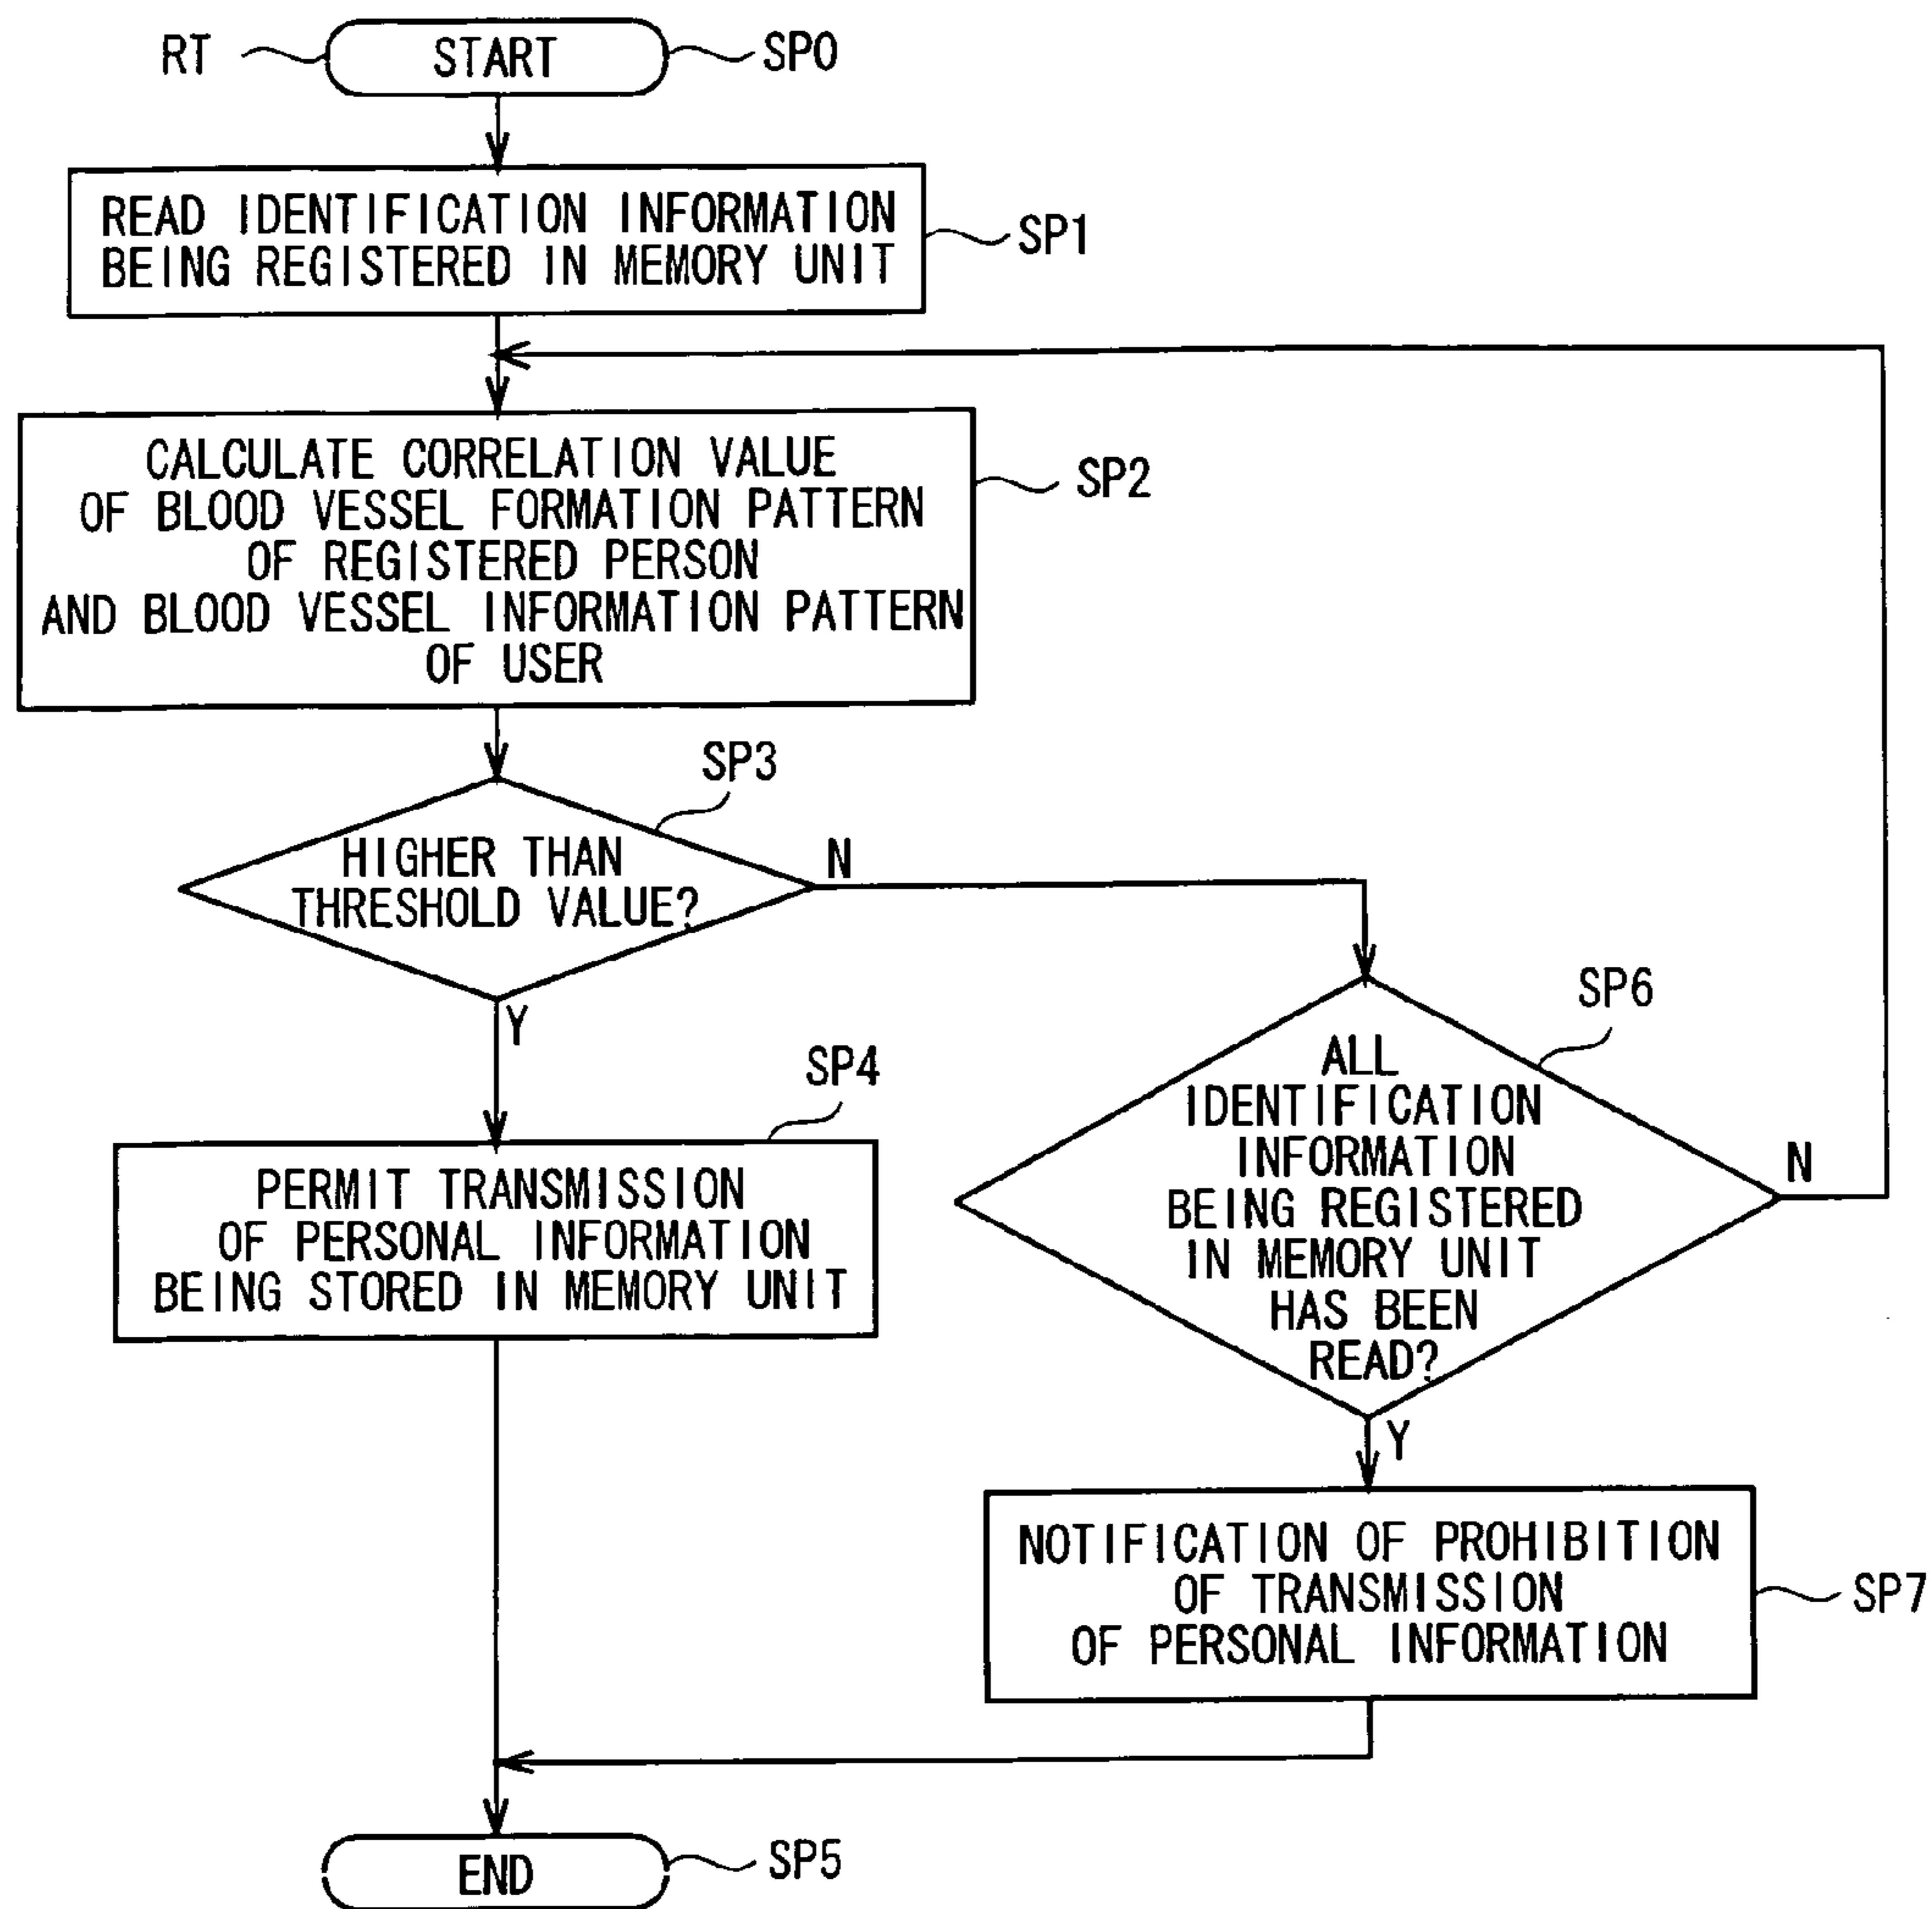 RT
START
SP0
READ IDENTIFICATION INFORMATION
BEING REGISTERED IN MEMORY UNIT
SP1
CALCULATE CORRELATION VALUE
OF BLOOD VESSEL FORMATION PATTERN
OF REGISTERED PERSON
AND BLOOD VESSEL INFORMATION PATTERN
OF USER
SP2
SP3
HIGHER THAN
THRESHOLD VALUE?
N
Y
SP4
PERMIT TRANSMISSION
OF PERSONAL INFORMATION
BEING STORED IN MEMORY UNIT
SP6
ALL
IDENTIFICATION
INFORMATION
BEING REGISTERED
IN MEMORY UNIT
HAS BEEN
READ?
N
Y
NOTIFICATION OF PROHIBITION
OF TRANSMISSION
OF PERSONAL INFORMATION
SP7
END
SP5